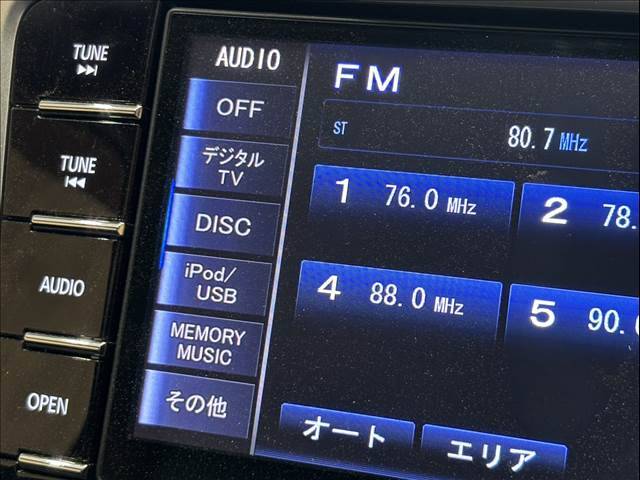 TUNE
TUNE
AUDIO
OPEN
AUDIO
OFF
デジタル
TV
DISC
iPod/
USB
MEMORY
MUSIC
その他
FM
ST 80.7 MHz
1 76.0 MHz
2 78.
4 88.0 MHz
5 90.
オート
エリア